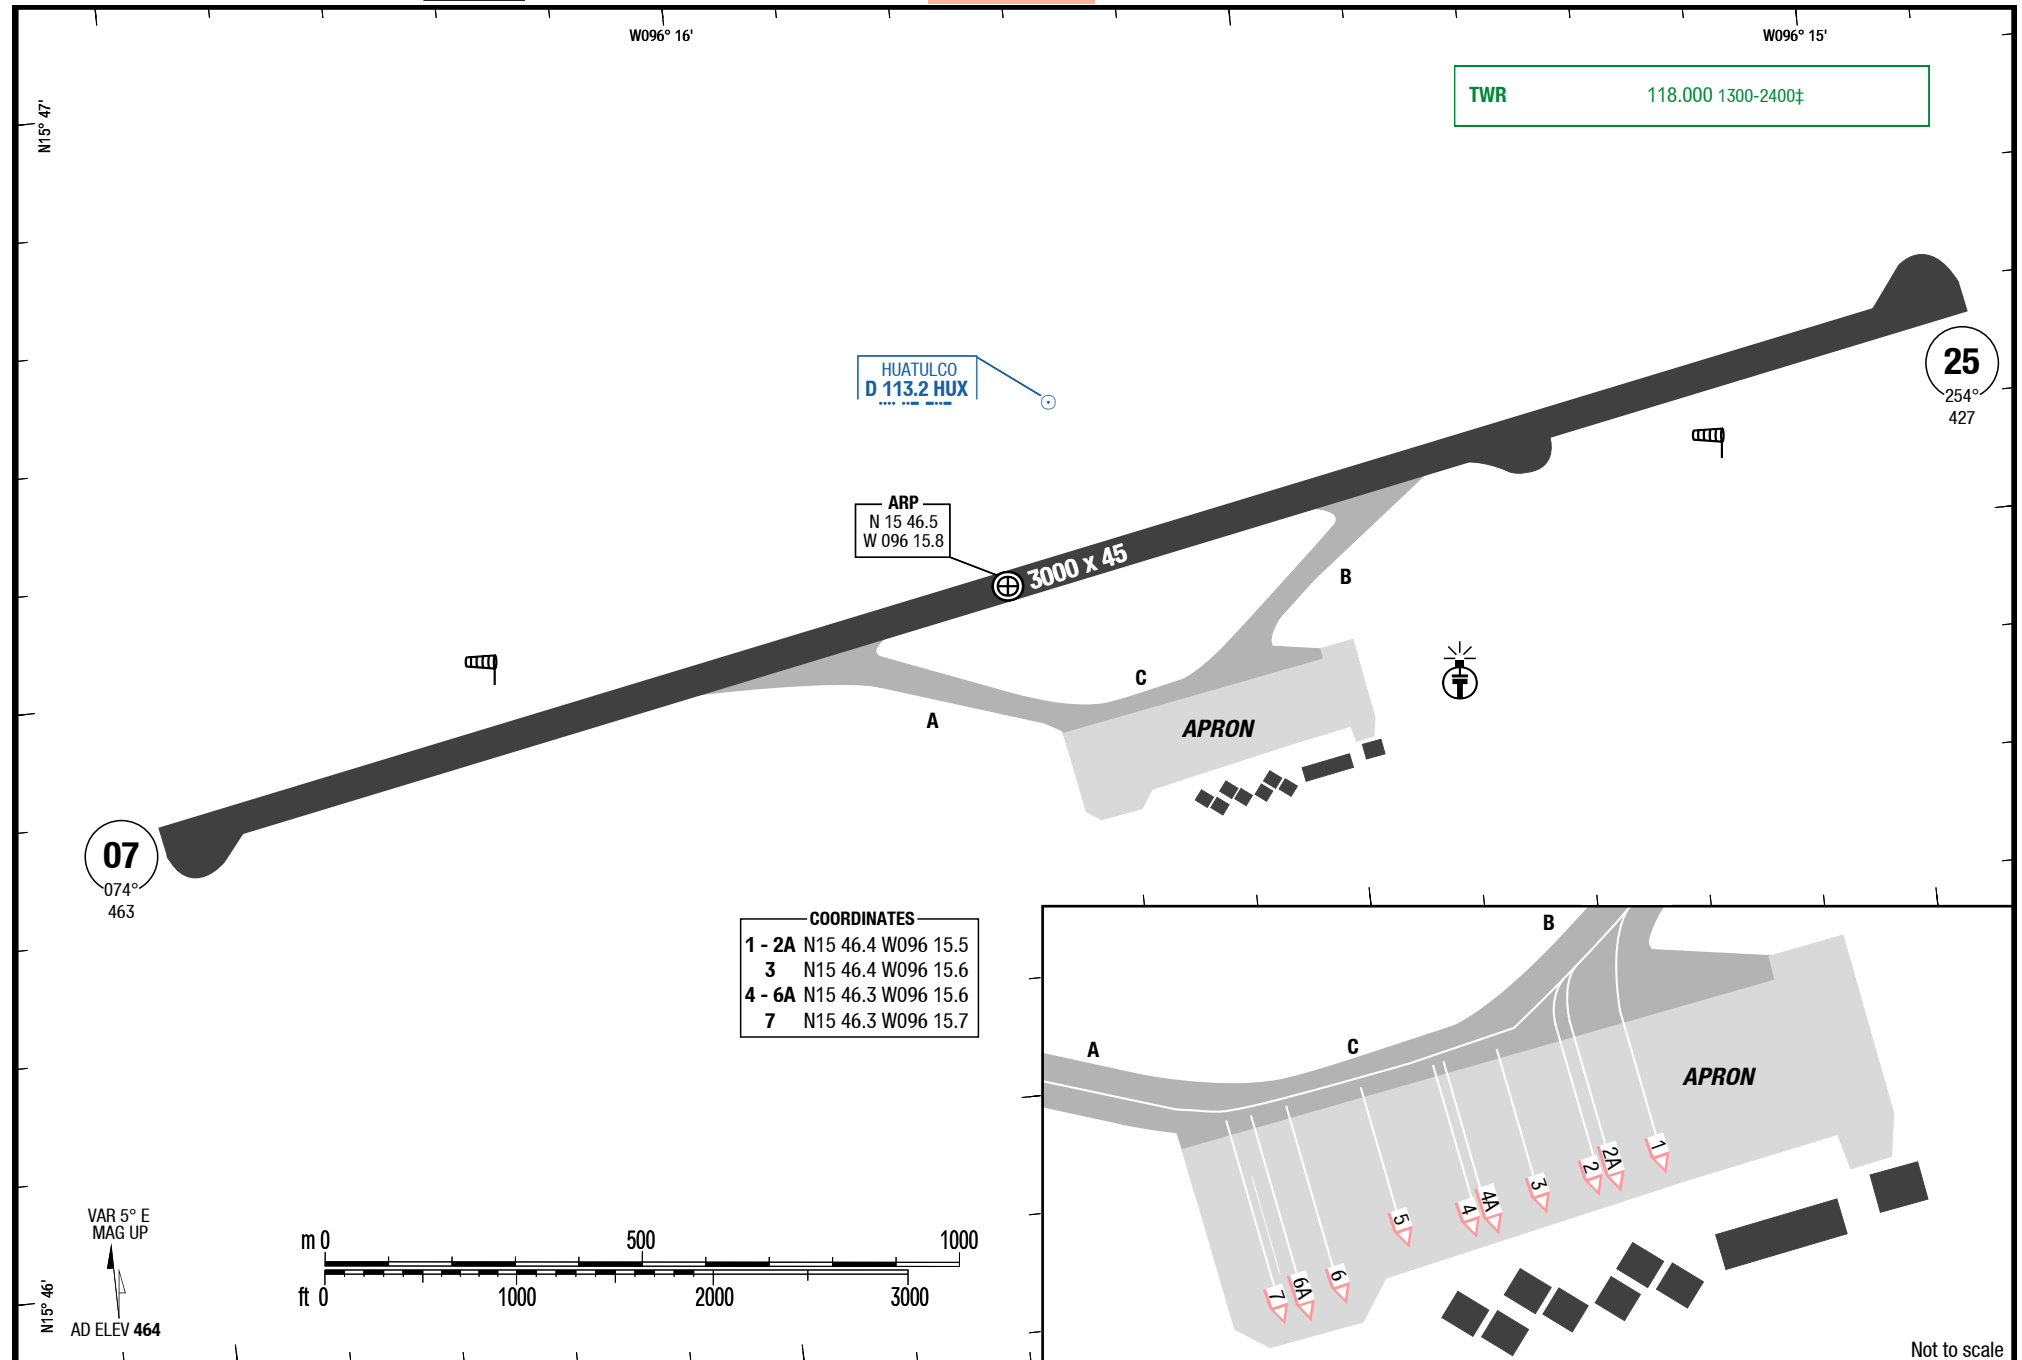 W096° 16'
W096° 15'
N15° 47'
TWR 118.000 1300-2400‡
HUATULCO
D 113.2 HUX
25
254°
427
ARP
N 15 46.5
W 096 15.8
3000 x 45
B
C
A
APRON
07
074°
463
COORDINATES
1 - 2A N15 46.4 W096 15.5
3 N15 46.4 W096 15.6
4 - 6A N15 46.3 W096 15.6
7 N15 46.3 W096 15.7
B
A
C
APRON
1
2A
2
3
4A
4
5
6
6A
7
VAR 5° E
MAG UP
N15° 46'
AD ELEV 464
m 0 500 1000
ft 0 1000 2000 3000
Not to scale